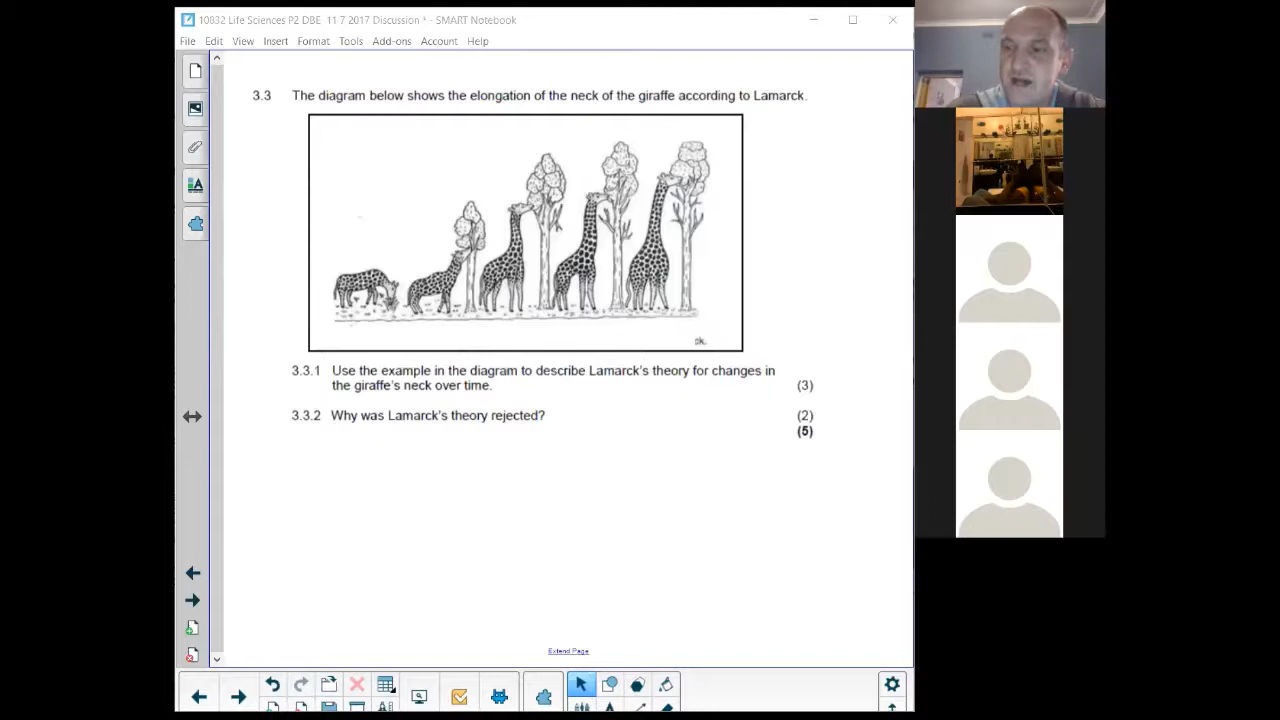 10832 Life Sciences P2 DBE 11 7 2017 Discussion * - SMART Notebook
File Edit View Insert Format Tools Add-ons Account Help
3.3 The diagram below shows the elongation of the neck of the giraffe according to Lamarck.
3.3.1 Use the example in the diagram to describe Lamarck's theory for changes in
the giraffe's neck over time. (3)
3.3.2 Why was Lamarck's theory rejected? (2)
(5)
Extend Page